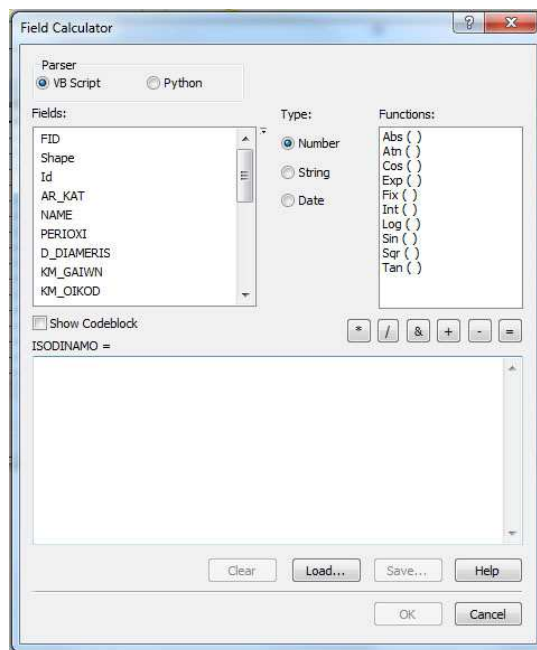 Field Calculator
Parser
VB Script Python
Fields:
FID
Shape
Id
AR_KAT
NAME
PERIOXI
D_DIAMERIS
KM_GAIWN
KM_OIKOD
Type:
Number
String
Date
Functions:
Abs ( )
Atn ( )
Cos ( )
Exp ( )
Fix ( )
Int ( )
Log ( )
Sin ( )
Sqr ( )
Tan ( )
Show Codeblock
* / & + - =
ISODINAMO =
Clear Load... Save... Help
OK Cancel